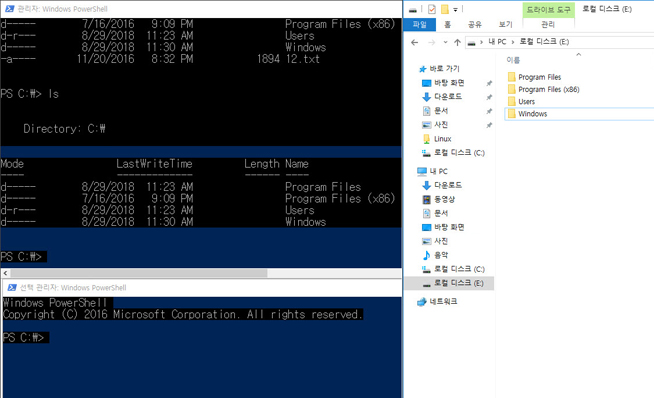 관리자: Windows PowerShell
d----- 7/16/2016 9:09 PM Program Files (x86)
d-r--- 8/29/2018 11:23 AM Users
d----- 8/29/2018 11:30 AM Windows
-a---- 11/20/2016 8:32 PM 1894 12.txt
PS C:₩> ls
Directory: C:₩
Mode LastWriteTime Length Name
---- ------------- ------ ----
d----- 8/29/2018 11:23 AM Program Files
d----- 7/16/2016 9:09 PM Program Files (x86)
d-r--- 8/29/2018 11:23 AM Users
d----- 8/29/2018 11:30 AM Windows
PS C:₩>
선택 관리자: Windows PowerShell
Windows PowerShell
Copyright (C) 2016 Microsoft Corporation. All rights reserved.
PS C:₩>
드라이브 도구 로컬 디스크 (E:)
파일 홈 공유 보기 관리
내 PC > 로컬 디스크 (E:)
바로 가기
바탕 화면
다운로드
문서
사진
Linux
로컬 디스크 (C:)
내 PC
다운로드
동영상
문서
바탕 화면
사진
음악
로컬 디스크 (C:)
로컬 디스크 (E:)
네트워크
이름
Program Files
Program Files (x86)
Users
Windows